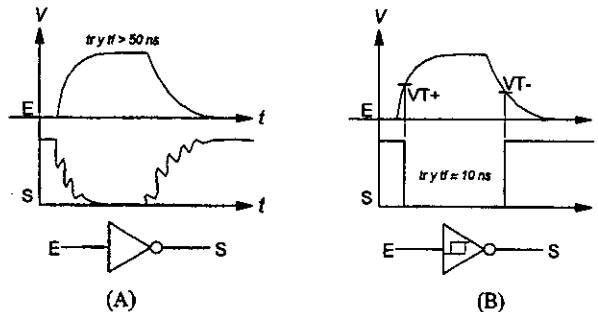 V
tr y tf > 50 ns
E
t
S
t
E
S
(A)
V
VT+
VT-
E
t
tr y tf = 10 ns
S
t
E
S
(B)